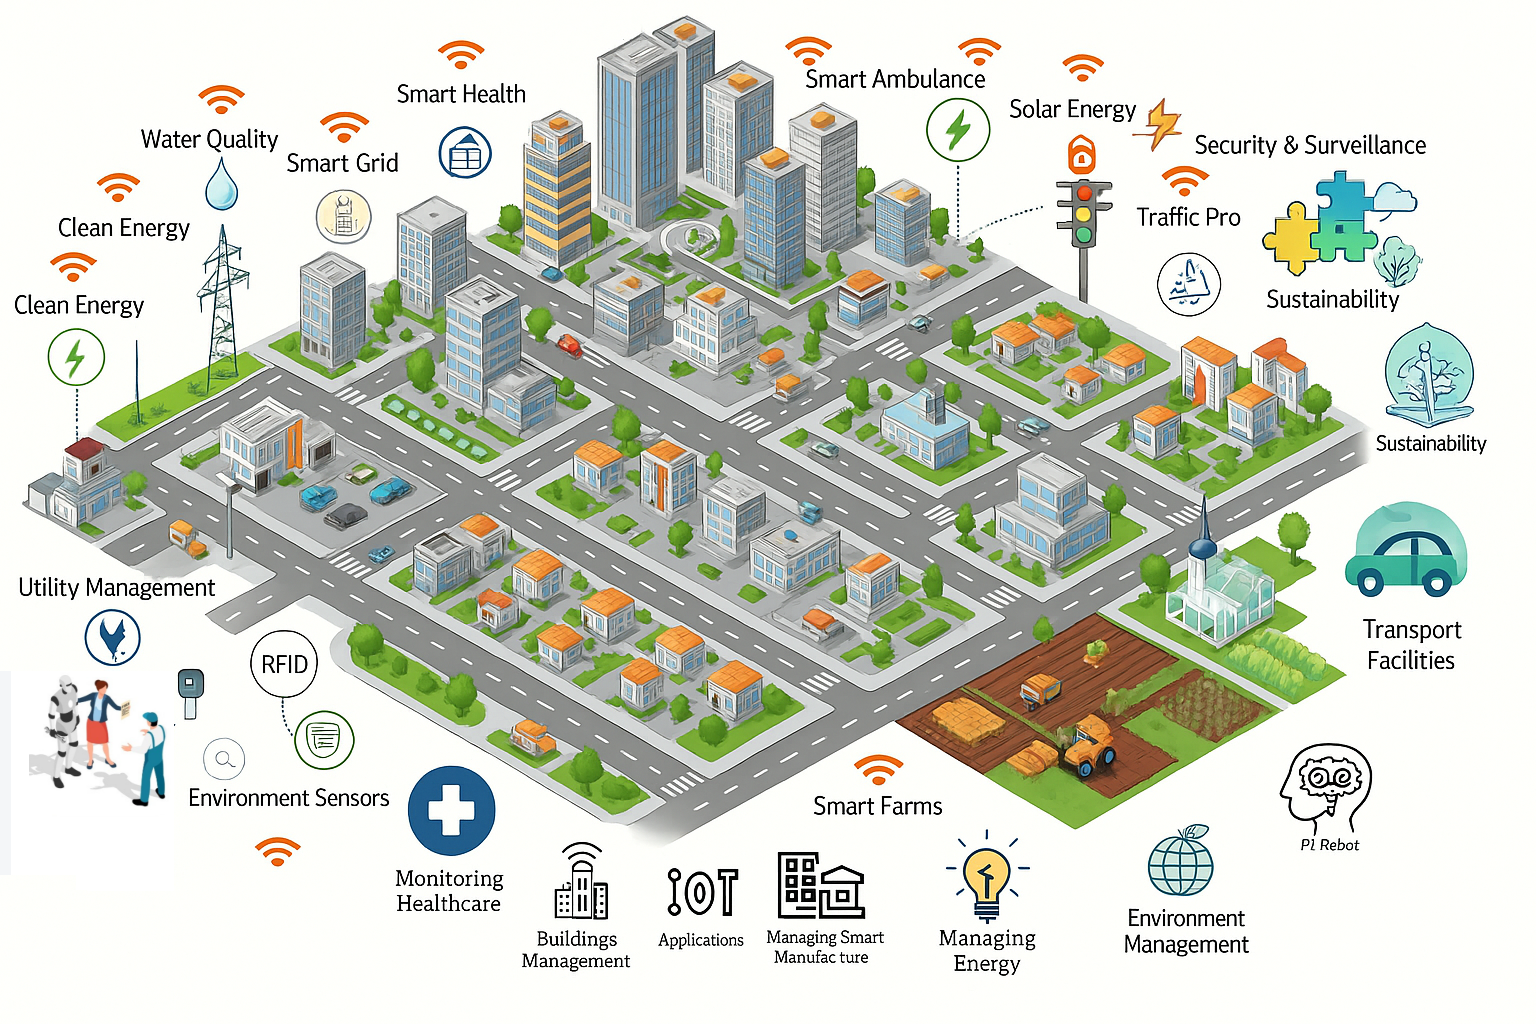 Smart Health
Smart Ambulance
Solar Energy
Water Quality
Smart Grid
Security & Surveillance
Clean Energy
Traffic Pro
Clean Energy
Sustainability
Sustainability
Utility Management
RFID
Transport
Facilities
Environment Sensors
Smart Farms
PI Rebot
Monitoring
Healthcare
IOT
Buildings
Management
Applications
Managing Smart
Manufac ture
Managing
Energy
Environment
Management